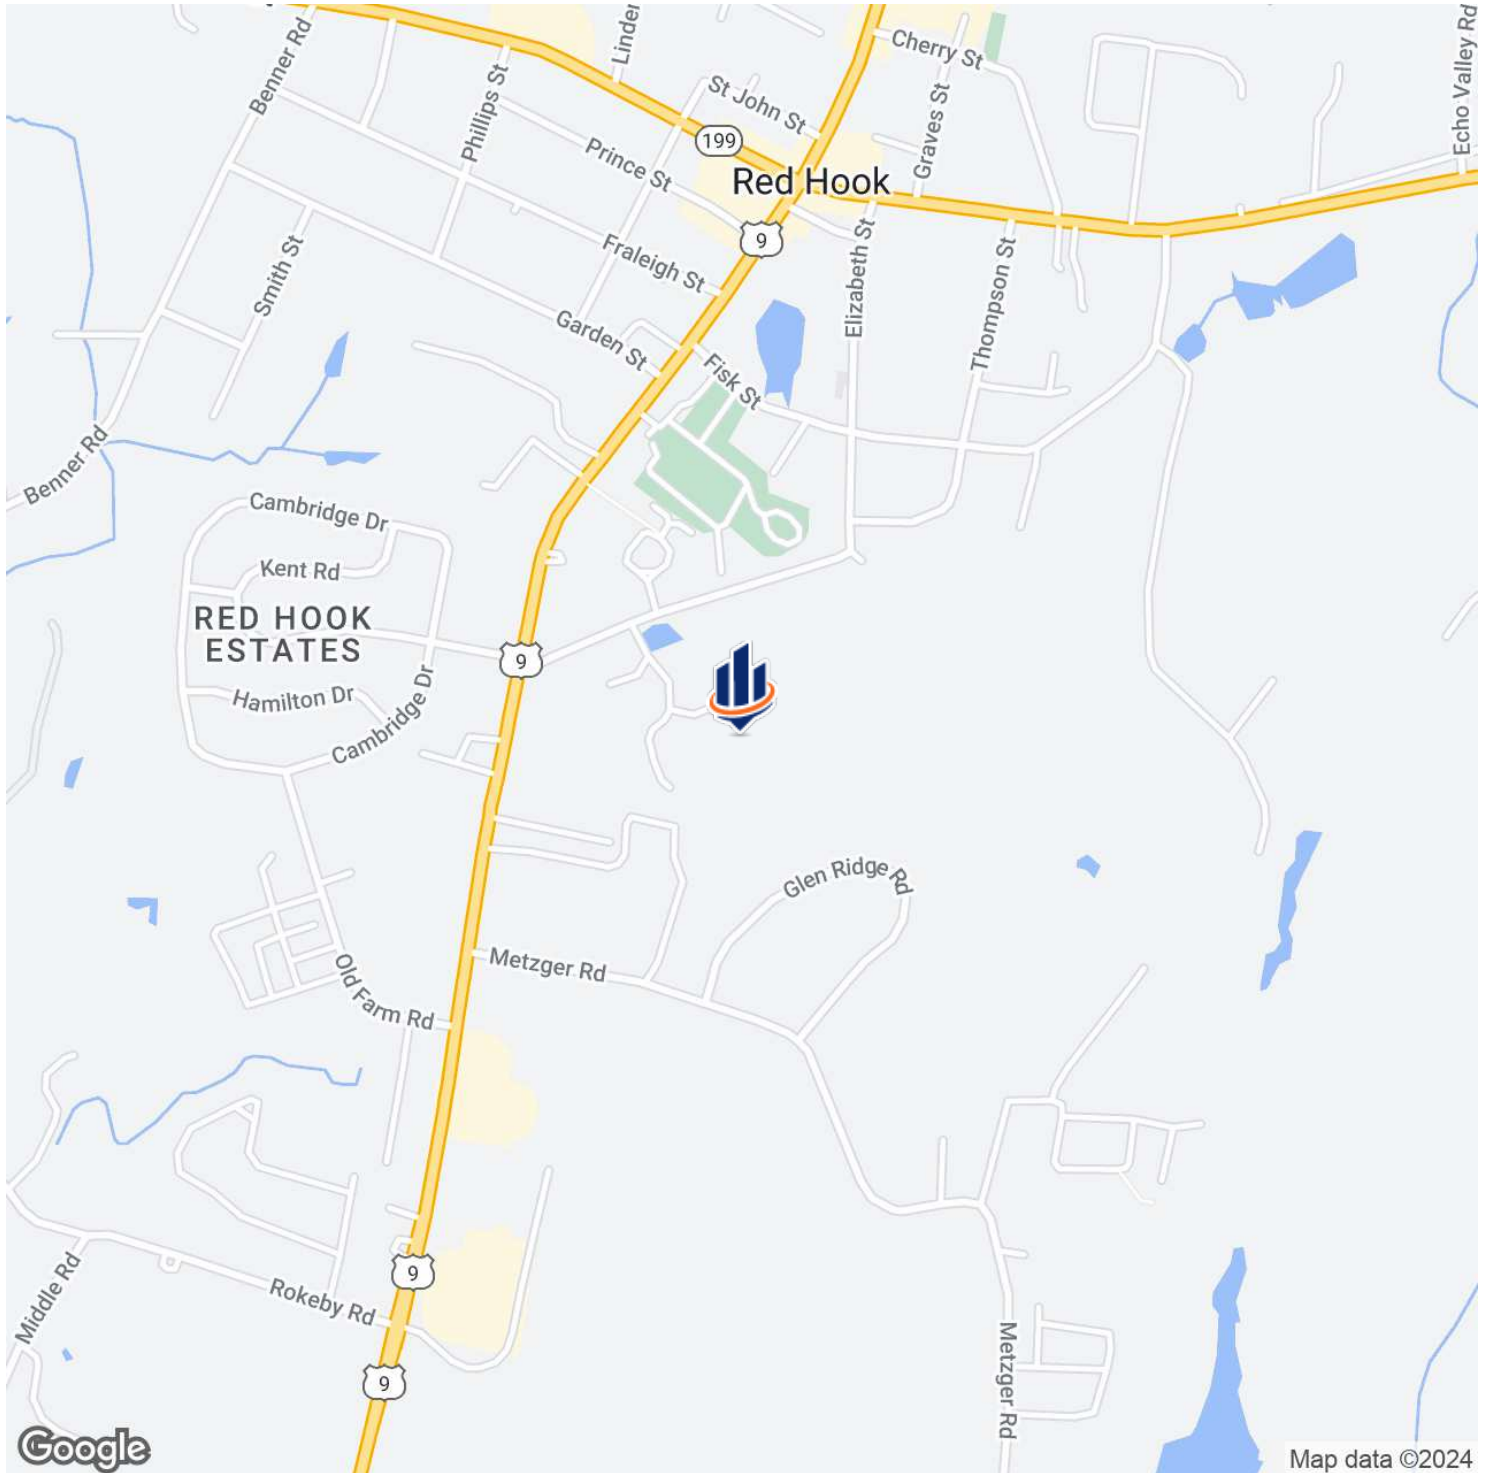 Benner Rd
Linden
Cherry St
Echo Valley Rd
Phillips St
St John St
199
Graves St
Prince St
Red Hook
9
Smith St
Fraleigh St
Elizabeth St
Thompson St
Garden St
Fisk St
Benner Rd
Cambridge Dr
Kent Rd
RED HOOK
ESTATES
9
Hamilton Dr
Cambridge Dr
Glen Ridge Rd
Metzger Rd
Old Farm Rd
Middle Rd
Rokeby Rd
9
Metzger Rd
9
Google
Map data ©2024